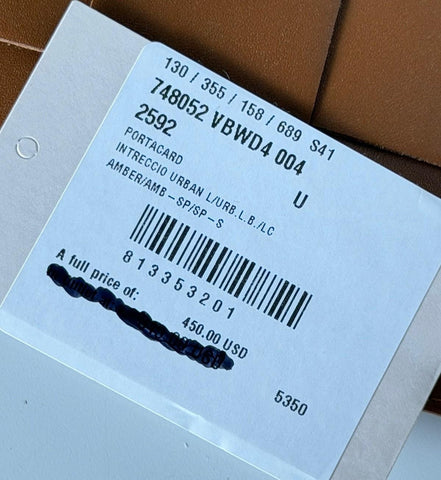 130 / 355 / 158 / 689 S41
748052 VBWD4 004
2592 U
PORTACARD
INTRECCIO URBAN L/URB.L.B./LC
AMBER/AMB-SP/SP-S
813353201
A full price of:
450.00 USD
5350